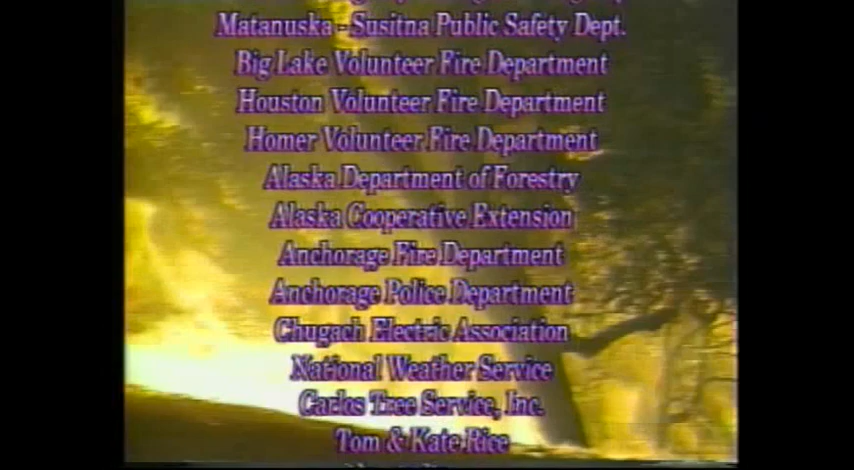 Matanuska - Susitna Public Safety Dept.
Big Lake Volunteer Fire Department
Houston Volunteer Fire Department
Homer Volunteer Fire Department
Alaska Department of Forestry
Alaska Cooperative Extension
Anchorage Fire Department
Anchorage Police Department
Chugach Electric Association
National Weather Service
Carlos Tree Service, Inc.
Tom & Kate Rice